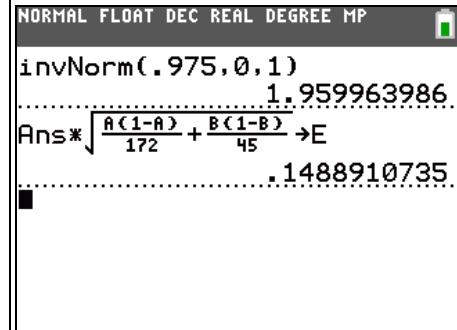 NORMAL FLOAT DEC REAL DEGREE MP
invNorm(.975,0,1)
1.959963986
Ans*√(A(1-A)/172+B(1-B)/45)→E
.1488910735